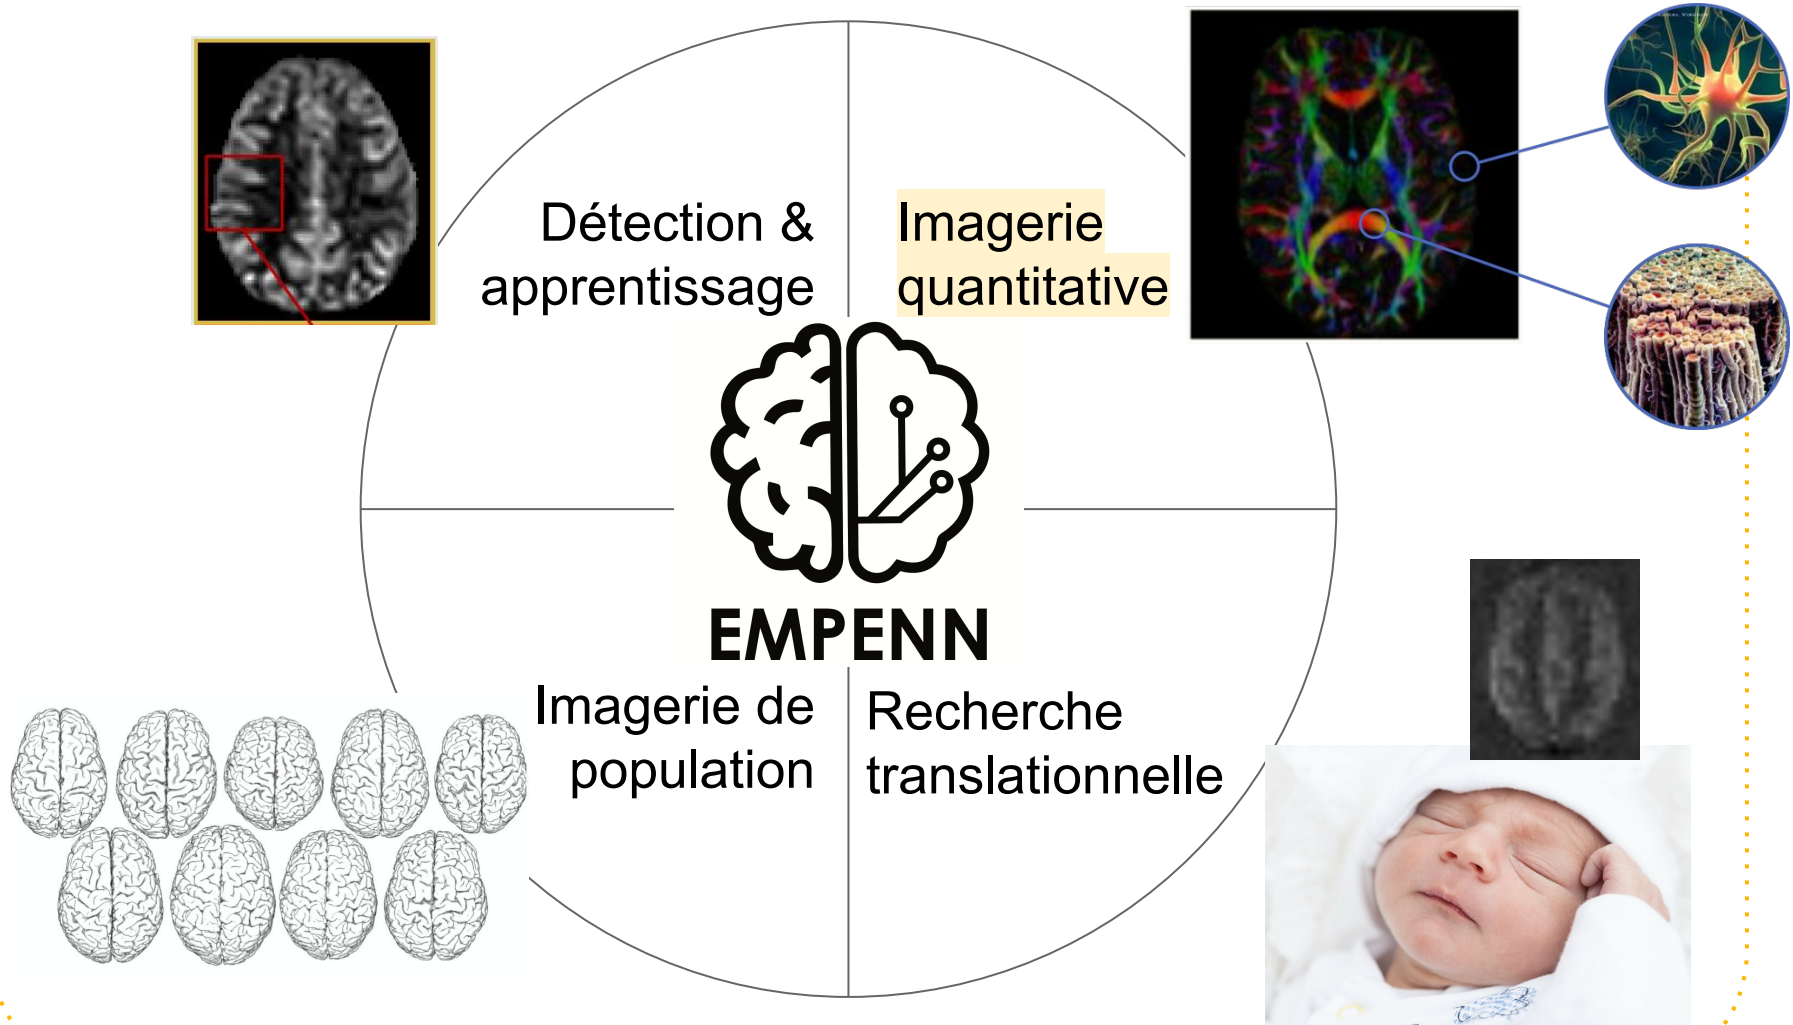 Détection &
apprentissage
Imagerie
quantitative
EMPENN
Imagerie de
population
Recherche
translationnelle